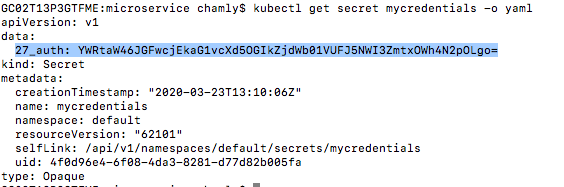 GC02T13P3GTFME:microservice chamly$ kubectl get secret mycredentials -o yaml
apiVersion: v1
data:
27_auth: YWRtaW46JGFwcjEkaG1vcXd5OGIkZjdWb01VUFJ5NWI3ZmtxOWh4N2pOLgo=
kind: Secret
metadata:
creationTimestamp: "2020-03-23T13:10:06Z"
name: mycredentials
namespace: default
resourceVersion: "62101"
selfLink: /api/v1/namespaces/default/secrets/mycredentials
uid: 4f0d96e4-6f08-4da3-8281-d77d82b005fa
type: Opaque